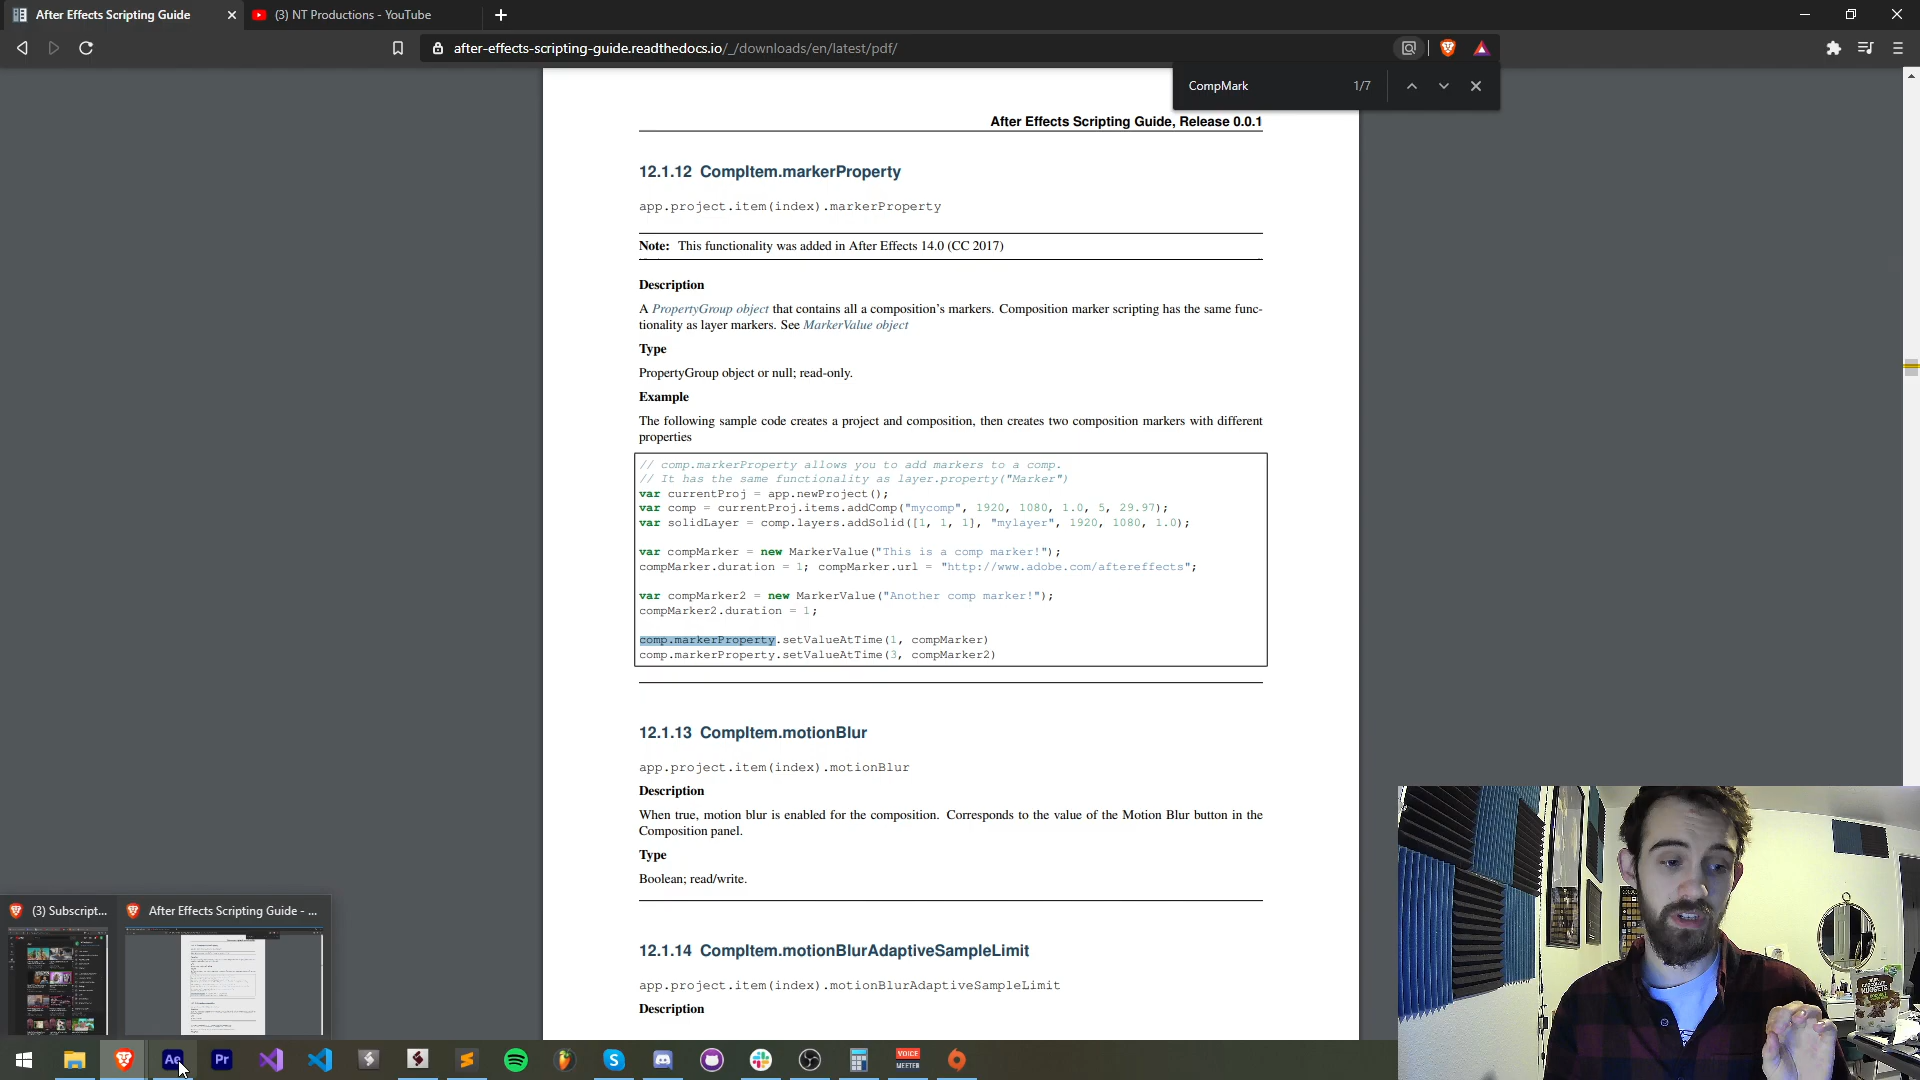 After Effects Scripting Guide
(3) NT Productions - YouTube
after-effects-scripting-guide.readthedocs.io/_/downloads/en/latest/pdf/
CompMark 1/7
After Effects Scripting Guide, Release 0.0.1
12.1.12 CompItem.markerProperty
app.project.item(index).markerProperty
Note: This functionality was added in After Effects 14.0 (CC 2017)
Description
A PropertyGroup object that contains all a composition's markers. Composition marker scripting has the same func-
tionality as layer markers. See MarkerValue object
Type
PropertyGroup object or null; read-only.
Example
The following sample code creates a project and composition, then creates two composition markers with different
properties
// comp.markerProperty allows you to add markers to a comp.
// It has the same functionality as layer.property("Marker")
var currentProj = app.newProject();
var comp = currentProj.items.addComp("mycomp", 1920, 1080, 1.0, 5, 29.97);
var solidLayer = comp.layers.addSolid([1, 1, 1], "mylayer", 1920, 1080, 1.0);
var compMarker = new MarkerValue("This is a comp marker!");
compMarker.duration = 1; compMarker.url = "http://www.adobe.com/aftereffects";
var compMarker2 = new MarkerValue("Another comp marker!");
compMarker2.duration = 1;
comp.markerProperty.setValueAtTime(1, compMarker)
comp.markerProperty.setValueAtTime(3, compMarker2)
12.1.13 CompItem.motionBlur
app.project.item(index).motionBlur
Description
When true, motion blur is enabled for the composition. Corresponds to the value of the Motion Blur button in the
Composition panel.
Type
Boolean; read/write.
12.1.14 CompItem.motionBlurAdaptiveSampleLimit
app.project.item(index).motionBlurAdaptiveSampleLimit
Description
(3) Subscript...
After Effects Scripting Guide - ...
Ae
Pr
S
VOICE
MEETER